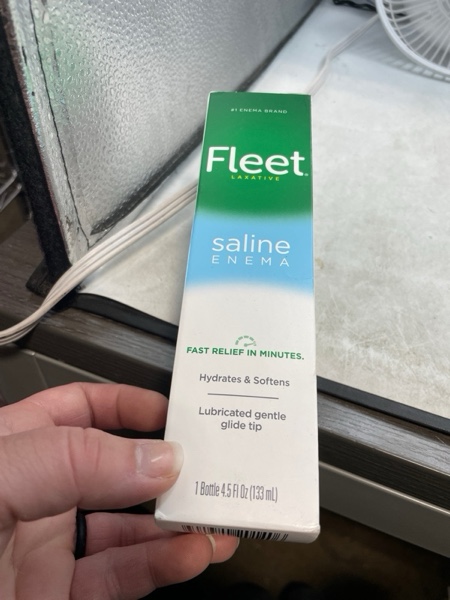 #1 ENEMA BRAND
Fleet®
LAXATIVE
saline
ENEMA
FAST RELIEF IN MINUTES.
Hydrates & Softens
Lubricated gentle
glide tip
1 Bottle 4.5 Fl Oz (133 mL)